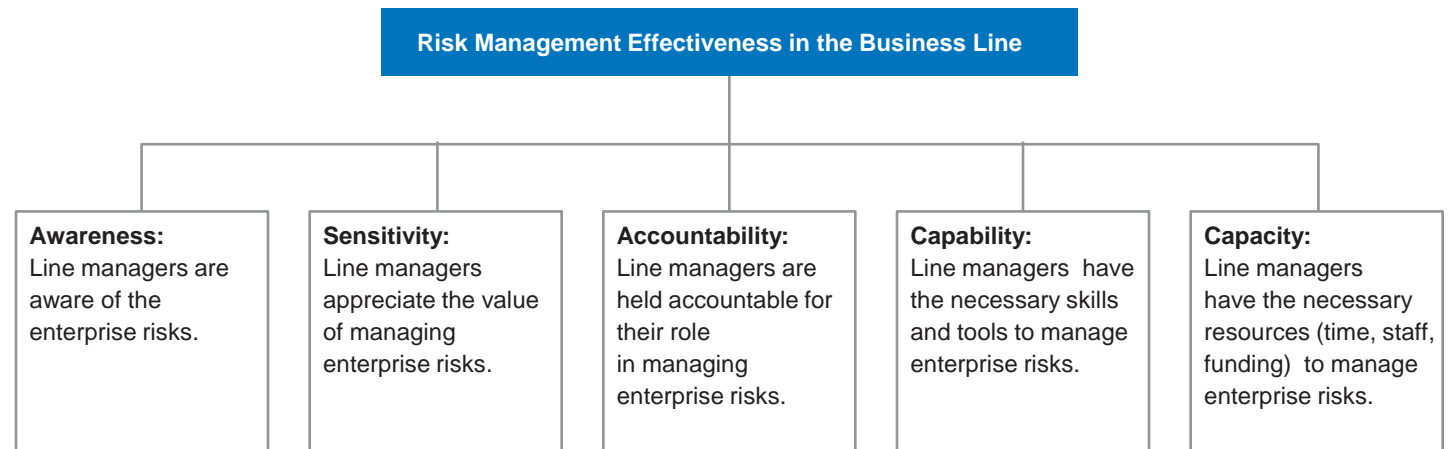 Risk Management Effectiveness in the Business Line
Awareness:
Line managers are
aware of the
enterprise risks.
Sensitivity:
Line managers
appreciate the value
of managing
enterprise risks.
Accountability:
Line managers are
held accountable for
their role
in managing
enterprise risks.
Capability:
Line managers  have
the necessary skills
and tools to manage
enterprise risks.
Capacity:
Line managers
have the necessary
resources (time, staff,
funding)  to manage
enterprise risks.